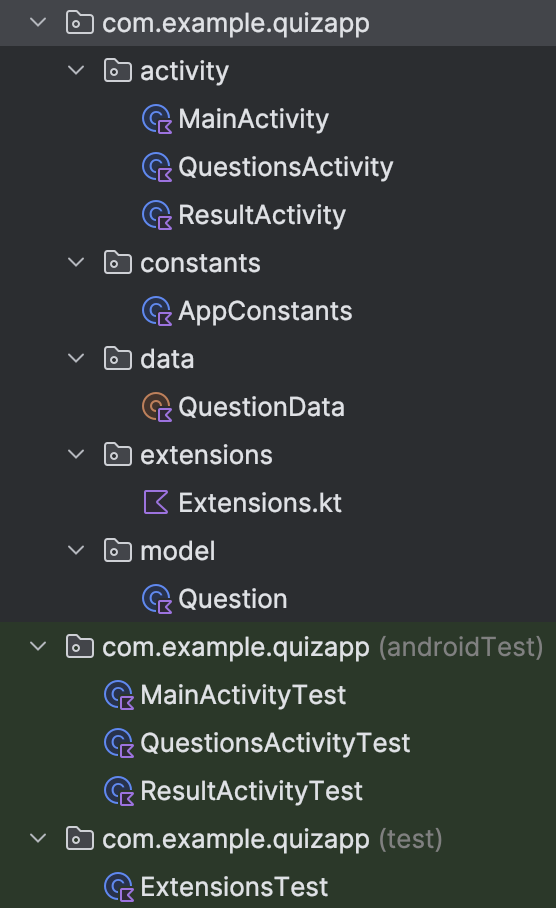 com.example.quizapp
activity
MainActivity
QuestionsActivity
ResultActivity
constants
AppConstants
data
QuestionData
extensions
Extensions.kt
model
Question
com.example.quizapp (androidTest)
MainActivityTest
QuestionsActivityTest
ResultActivityTest
com.example.quizapp (test)
ExtensionsTest